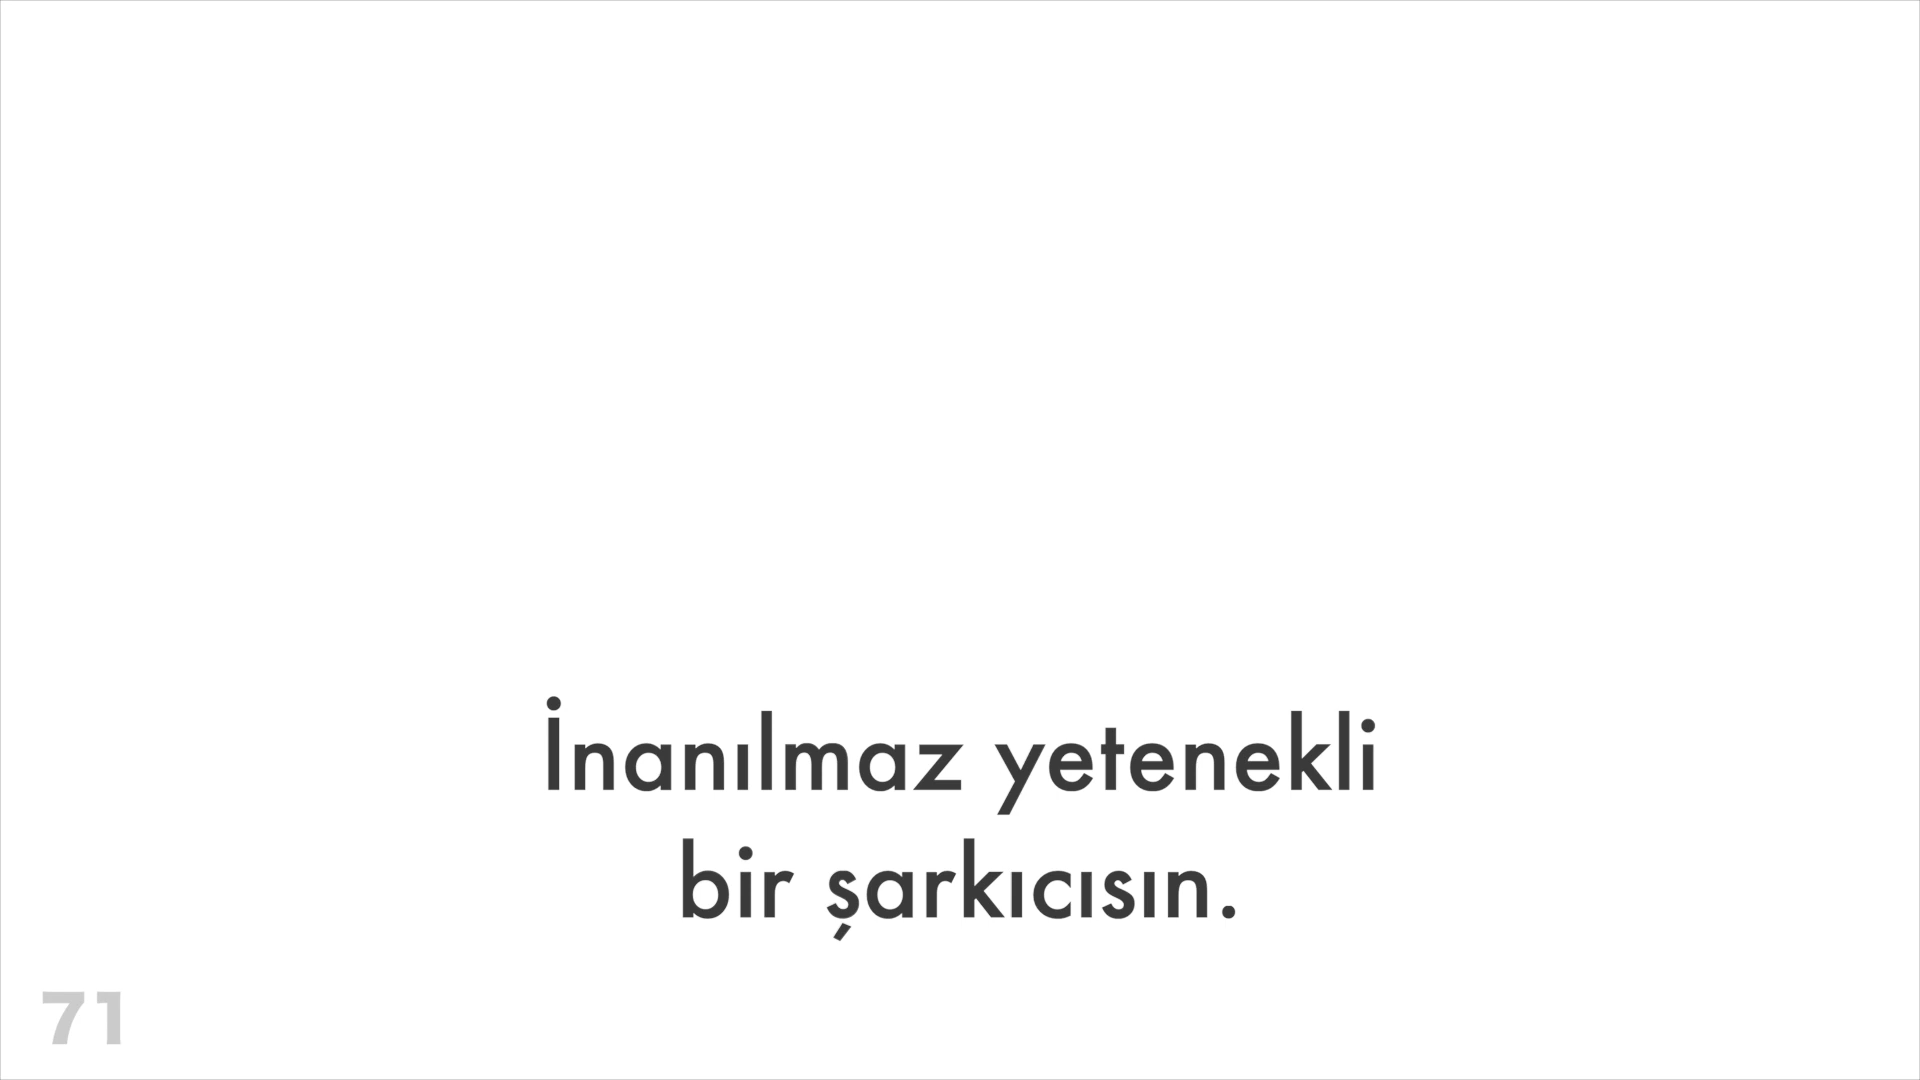 İnanılmaz yetenekli
bir şarkıcısın.
71